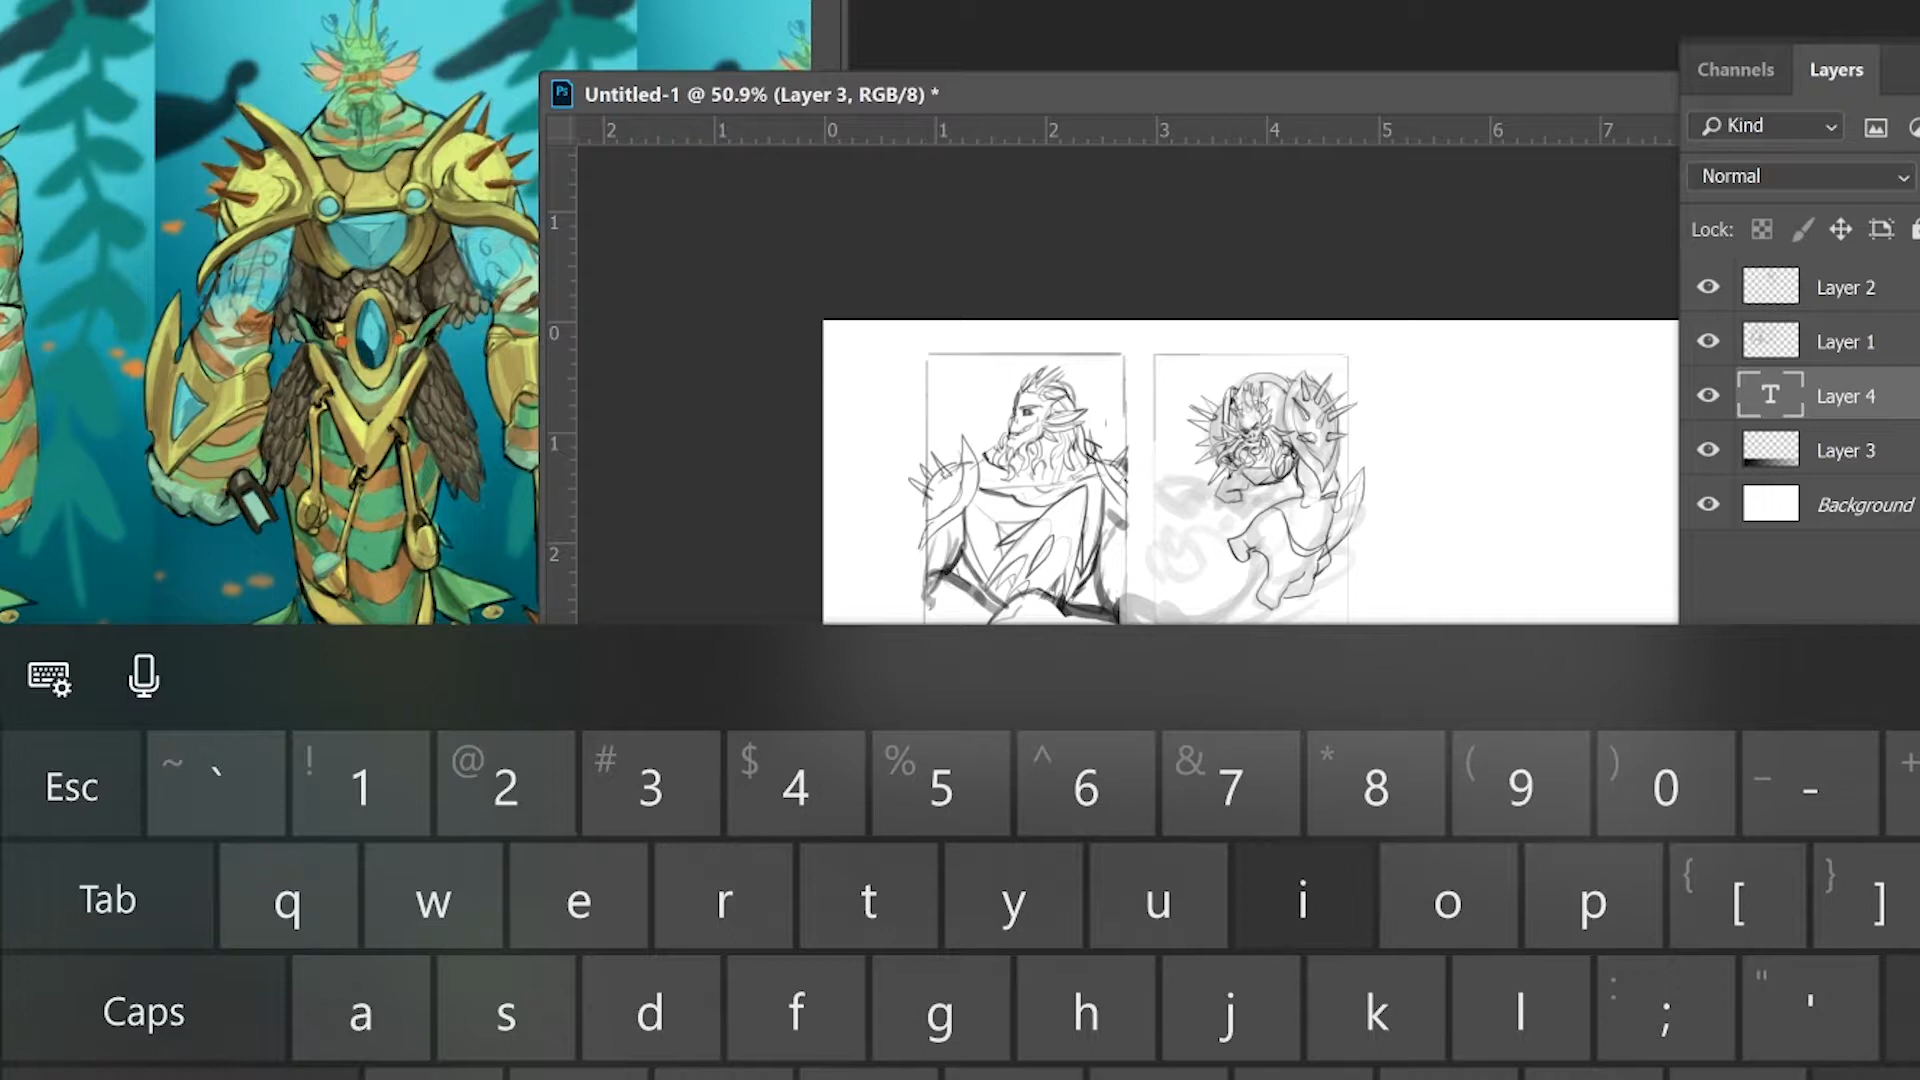 Ps Untitled-1 @ 50.9% (Layer 3, RGB/8) *
2 1 0 1 2 3 4 5 6 7
1
0
1
2
Channels Layers
Kind
Normal
Lock:
Layer 2
Layer 1
T Layer 4
Layer 3
Background
Esc ~ ` ! 1 @ 2 # 3 $ 4 % 5 ^ 6 & 7 * 8 ( 9 ) 0 _ - +
Tab q w e r t y u i o p { [ } ]
Caps a s d f g h j k l : ; " '